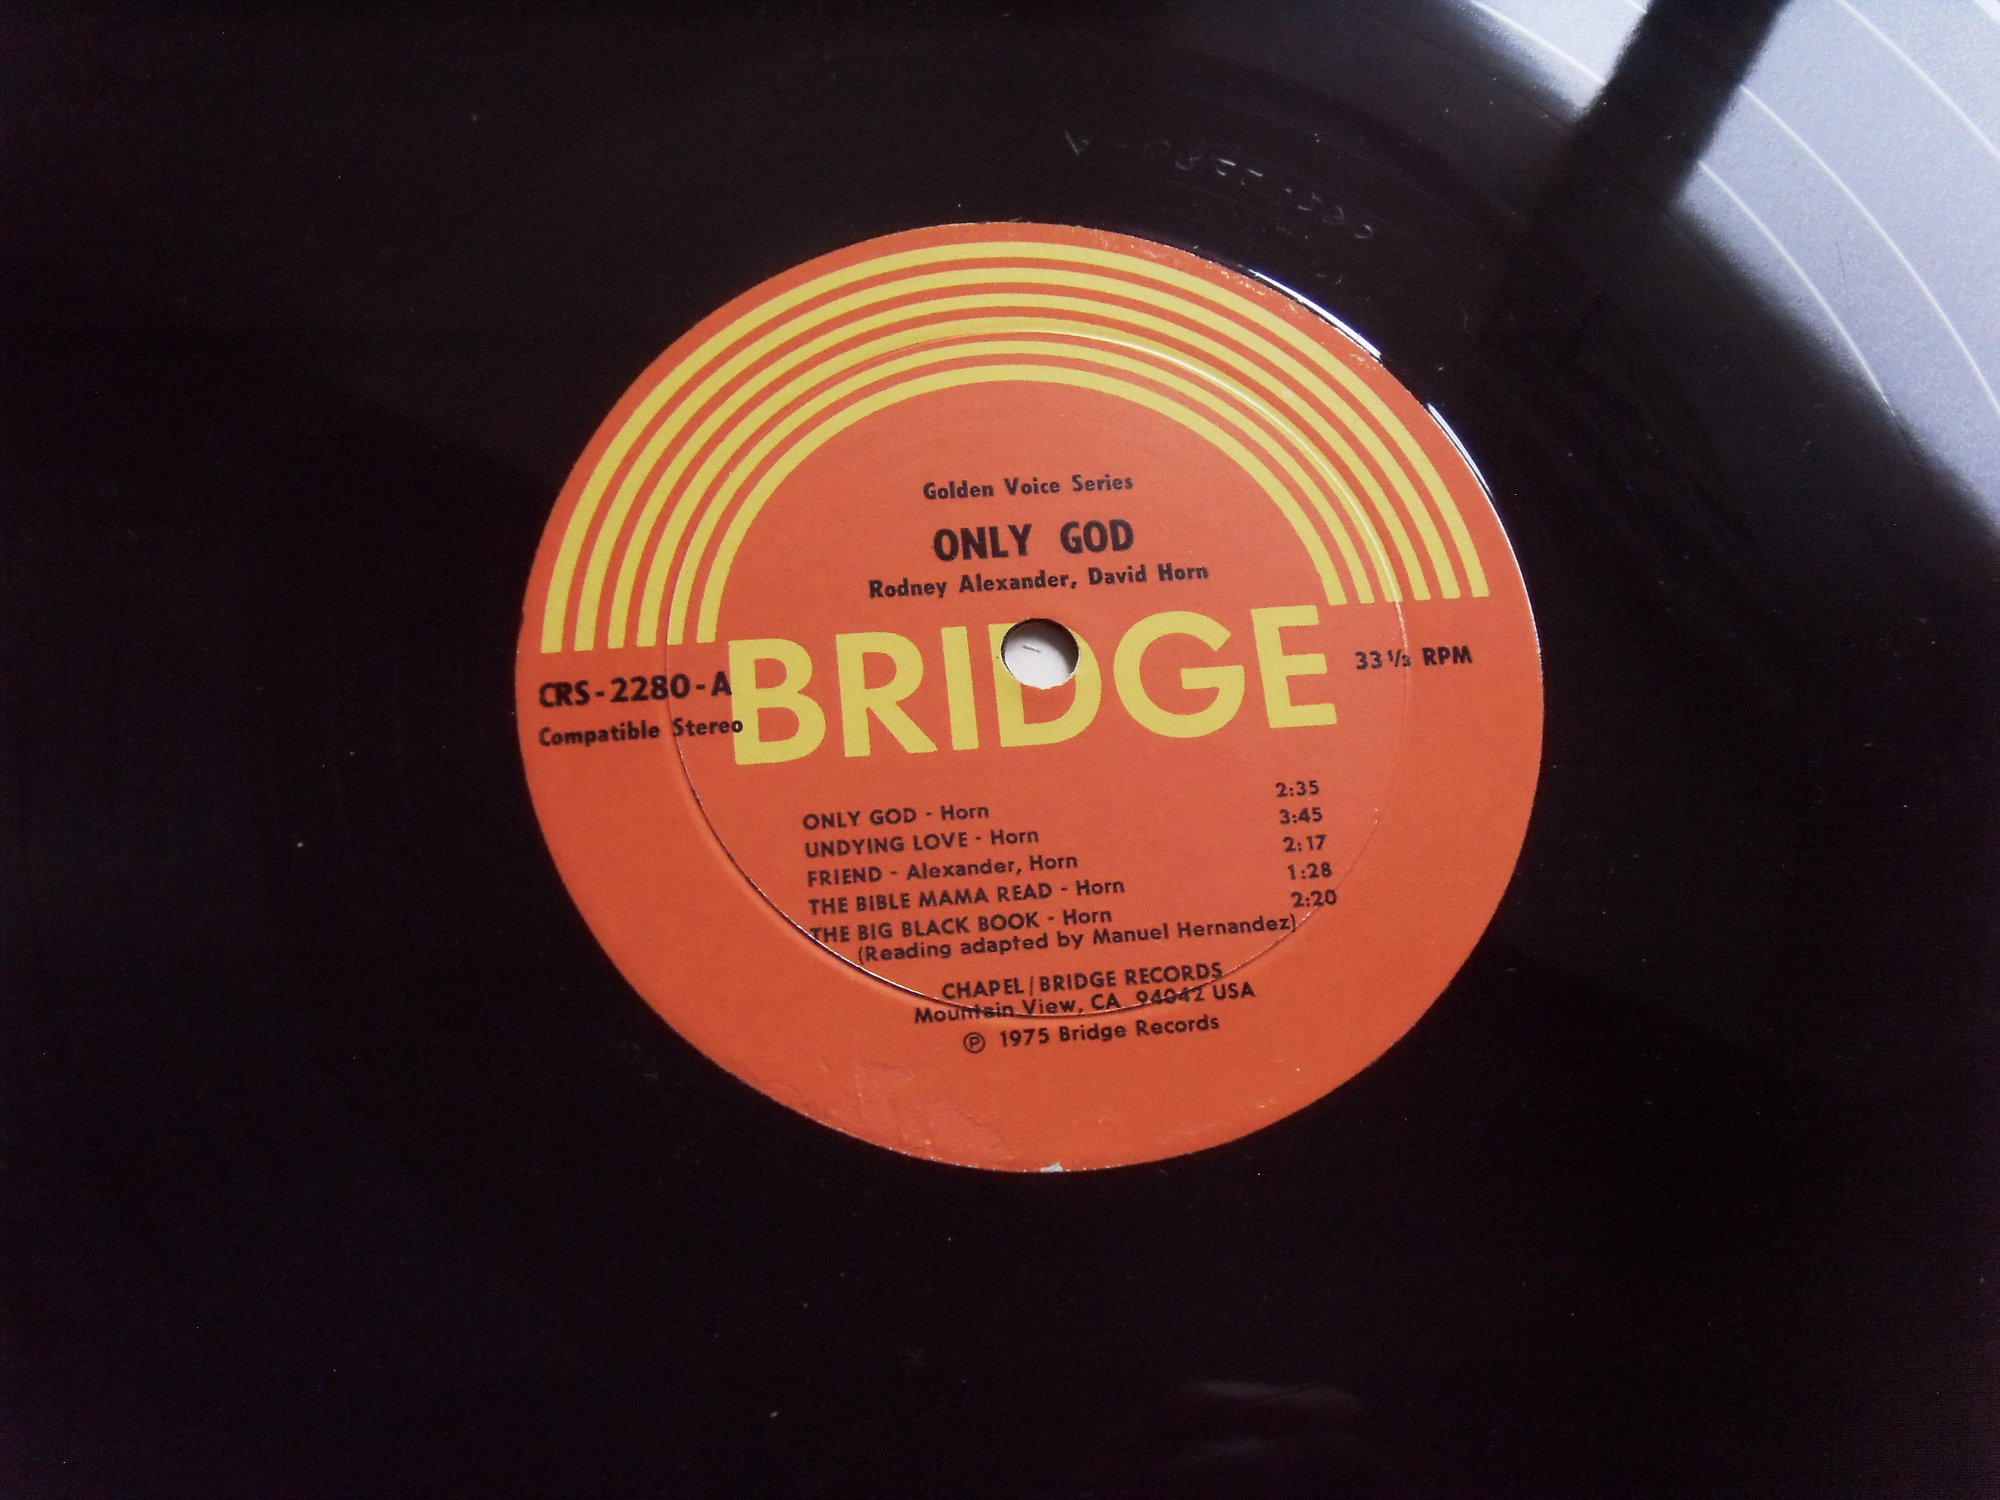 Golden Voice Series
ONLY GOD
Rodney Alexander, David Horn
BRIDGE
CRS-2280-A
Compatible Stereo
33 1/3 RPM
ONLY GOD - Horn 2:35
UNDYING LOVE - Horn 3:45
FRIEND - Alexander, Horn 2:17
THE BIBLE MAMA READ - Horn 1:28
THE BIG BLACK BOOK - Horn 2:20
(Reading adapted by Manuel Hernandez)
CHAPEL/BRIDGE RECORDS
Mountain View, CA 94042 USA
℗ 1975 Bridge Records